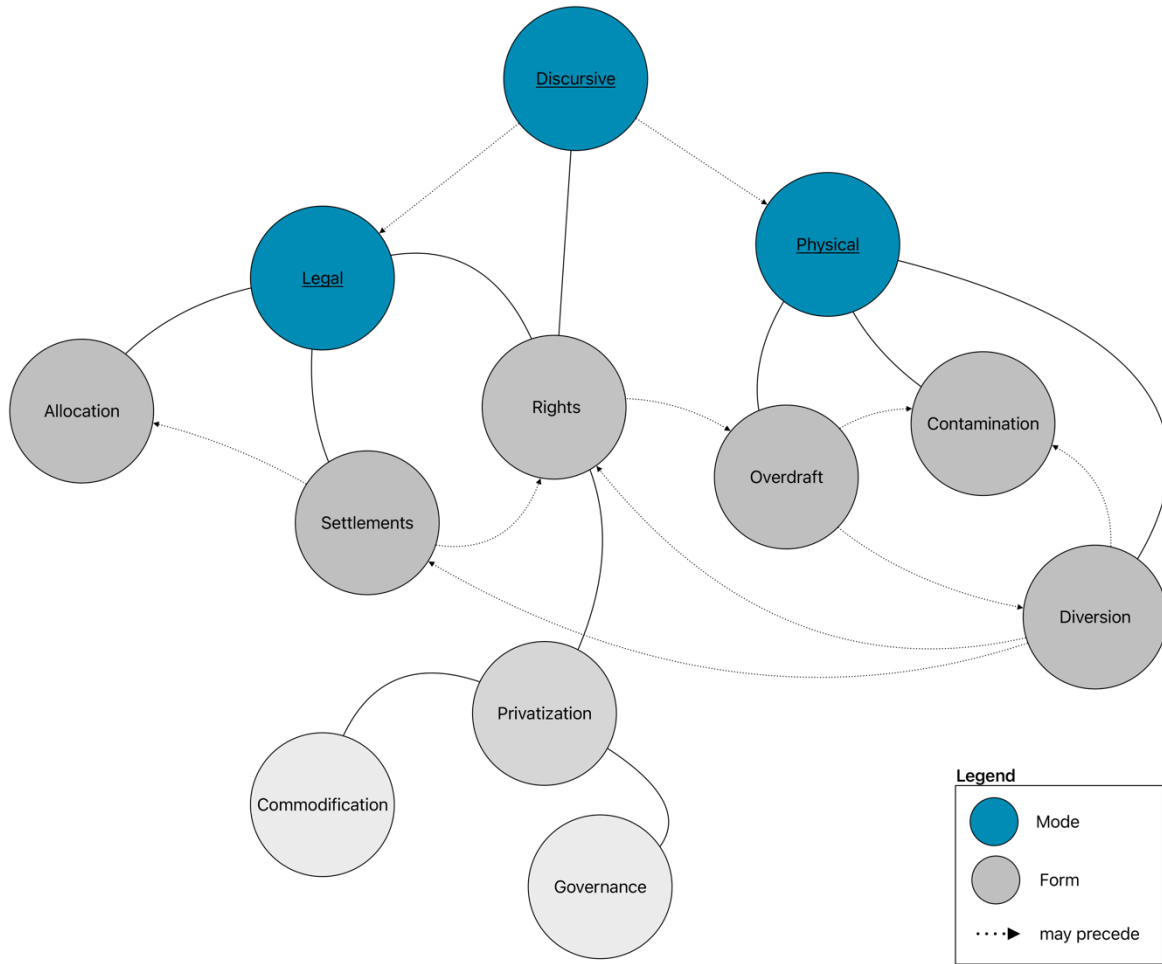 Discursive
Physical
Legal
Allocation
Rights
Contamination
Overdraft
Settlements
Diversion
Privatization
Commodification
Governance
Legend
Mode
Form
may precede